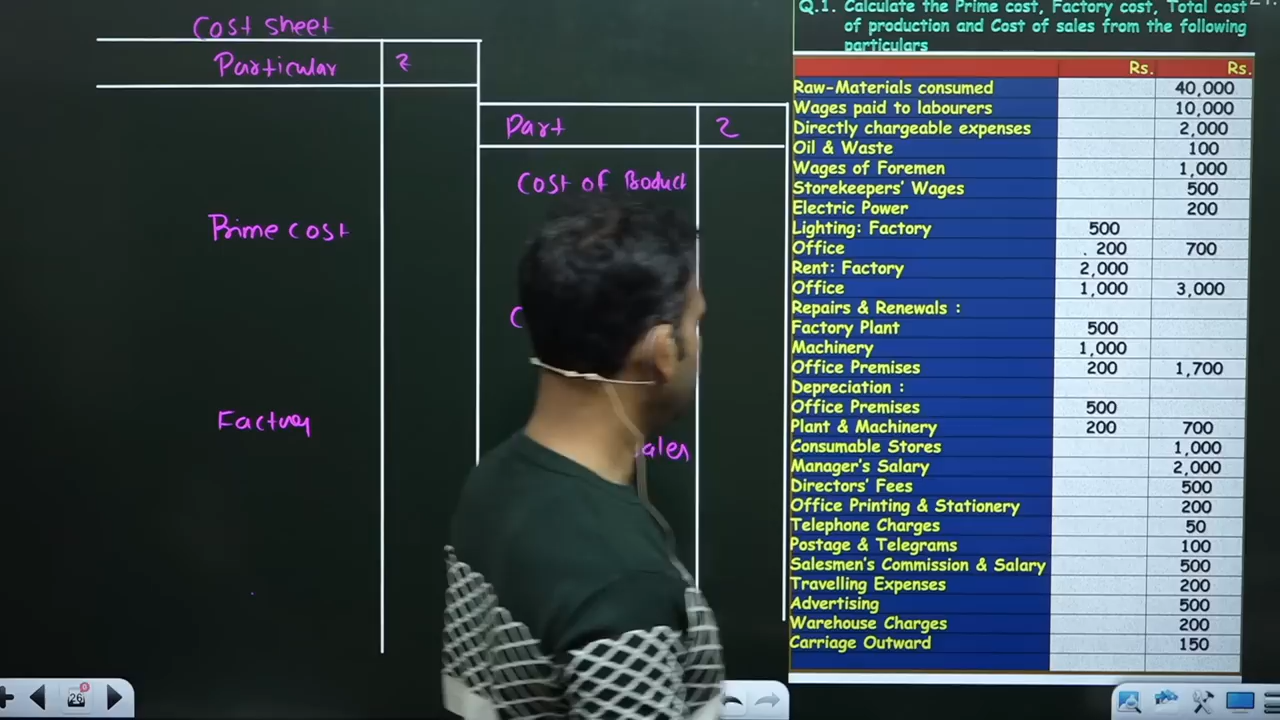 Cost sheet
Particular ₹
Prime cost
Factory
Part ₹
Cost of Product
ales
Q.1. Calculate the Prime cost, Factory cost, Total cost
of production and Cost of sales from the following
particulars
Rs. Rs.
Raw-Materials consumed 40,000
Wages paid to labourers 10,000
Directly chargeable expenses 2,000
Oil & Waste 100
Wages of Foremen 1,000
Storekeepers' Wages 500
Electric Power 200
Lighting: Factory 500
Office . 200 700
Rent: Factory 2,000
Office 1,000 3,000
Repairs & Renewals :
Factory Plant 500
Machinery 1,000
Office Premises 200 1,700
Depreciation :
Office Premises 500
Plant & Machinery 200 700
Consumable Stores 1,000
Manager's Salary 2,000
Directors' Fees 500
Office Printing & Stationery 200
Telephone Charges 50
Postage & Telegrams 100
Salesmen's Commission & Salary 500
Travelling Expenses 200
Advertising 500
Warehouse Charges 200
Carriage Outward 150
26